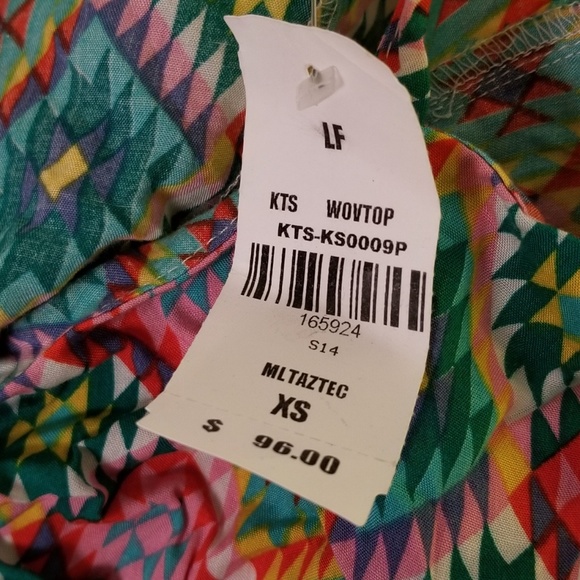 LF
KTS WOVTOP
KTS-KS0009P
165924
S14
MLTAZTEC
XS
$ 96.00